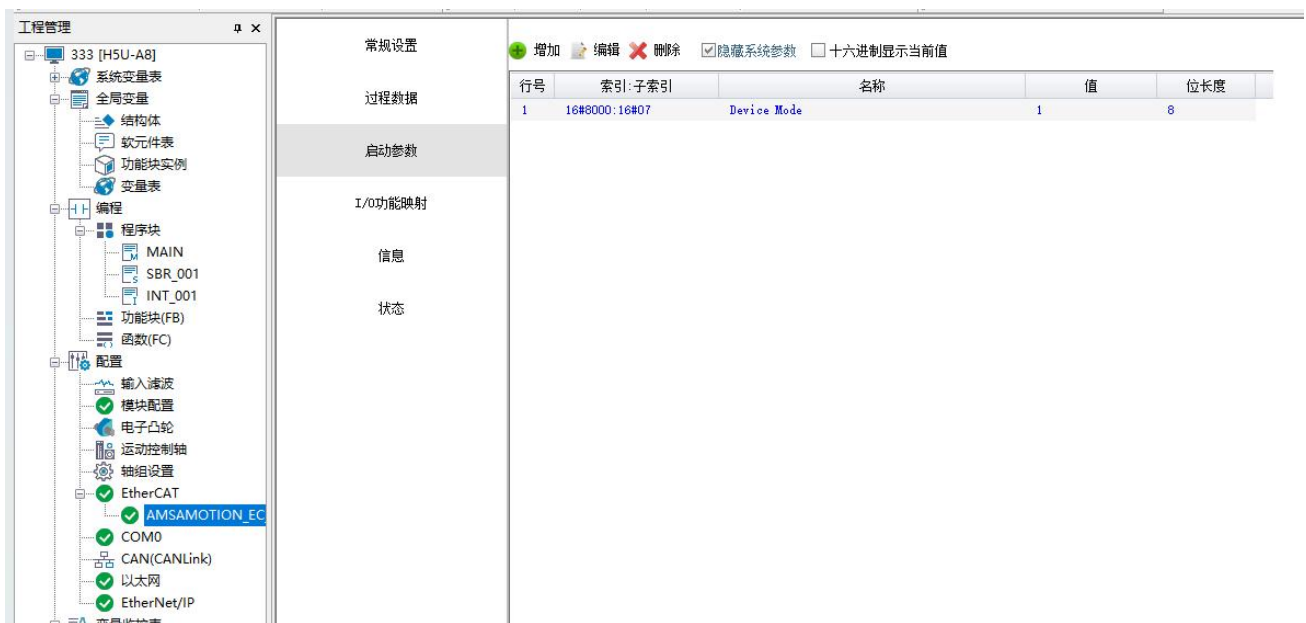 工程管理
333 [H5U-A8]
系统变量表
全局变量
结构体
软元件表
功能块实例
变量表
编程
程序块
MAIN
SBR_001
INT_001
功能块(FB)
函数(FC)
配置
输入滤波
模块配置
电子凸轮
运动控制轴
轴组设置
EtherCAT
AMSAMOTION_EC
COM0
CAN(CANLink)
以太网
EtherNet/IP
常规设置
过程数据
启动参数
I/O功能映射
信息
状态
增加 编辑 删除 隐藏系统参数 十六进制显示当前值
行号 索引:子索引 名称 值 位长度
1 16#8000:16#07 Device Mode 1 8